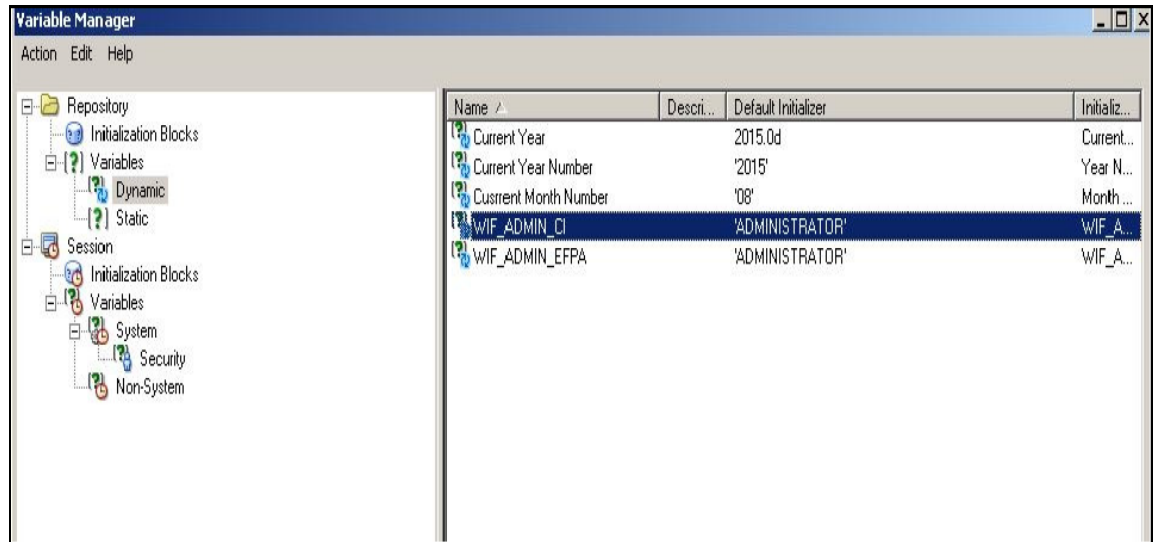 Variable Manager
Action Edit Help
Repository
Initialization Blocks
Variables
Dynamic
Static
Session
Initialization Blocks
Variables
System
Security
Non-System
Name Descri... Default Initializer Initializ...
Current Year 2015.0d Current...
Current Year Number '2015' Year N...
Cusrrent Month Number '08' Month ...
WIF_ADMIN_CI 'ADMINISTRATOR' WIF_A...
WIF_ADMIN_EFPA 'ADMINISTRATOR' WIF_A...